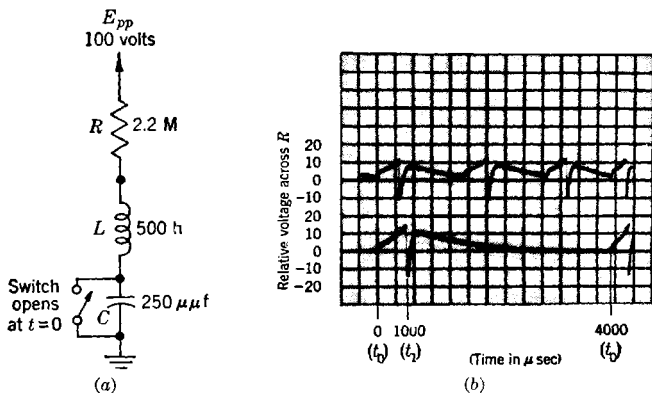 E_pp
100 volts
R 2.2 M
L 500 h
Switch
opens
at t=0
C 250 μμf
(a)
Relative voltage across R
20
10
0
-10
20
10
0
-10
-20
0 1000 4000
(t₀) (t₁) (t₀)
(Time in μ sec)
(b)